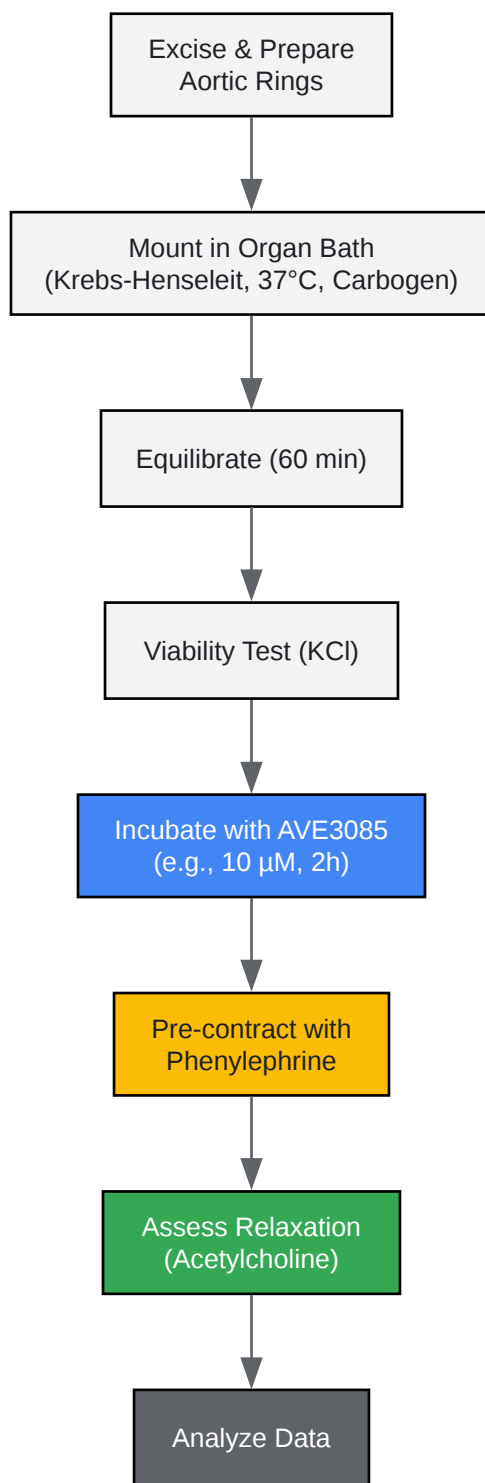 Excise & Prepare
Aortic Rings
Mount in Organ Bath
(Krebs-Henseleit, 37°C, Carbogen)
Equilibrate (60 min)
Viability Test (KCl)
Incubate with AVE3085
(e.g., 10 µM, 2h)
Pre-contract with
Phenylephrine
Assess Relaxation
(Acetylcholine)
Analyze Data